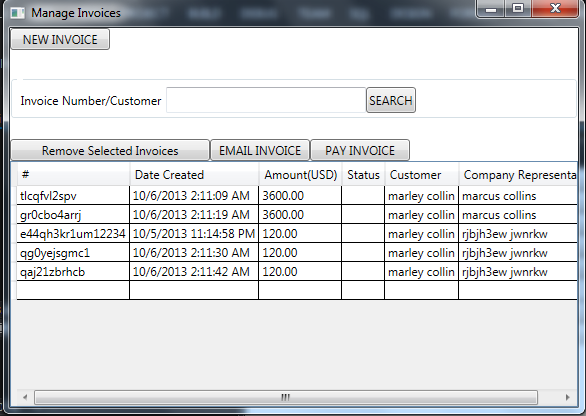 Manage Invoices
NEW INVOICE
Invoice Number/Customer SEARCH
Remove Selected Invoices EMAIL INVOICE PAY INVOICE
# Date Created Amount(USD) Status Customer Company Representa
tlcqfvl2spv 10/6/2013 2:11:09 AM 3600.00 marley collin marcus collins
gr0cbo4arrj 10/6/2013 2:11:19 AM 3600.00 marley collin marcus collins
e44qh3kr1um12234 10/5/2013 11:14:58 PM 120.00 marley collin rjbjh3ew jwnrkw
qg0yejsgmc1 10/6/2013 2:11:30 AM 120.00 marley collin rjbjh3ew jwnrkw
qaj21zbrhcb 10/6/2013 2:11:42 AM 120.00 marley collin rjbjh3ew jwnrkw